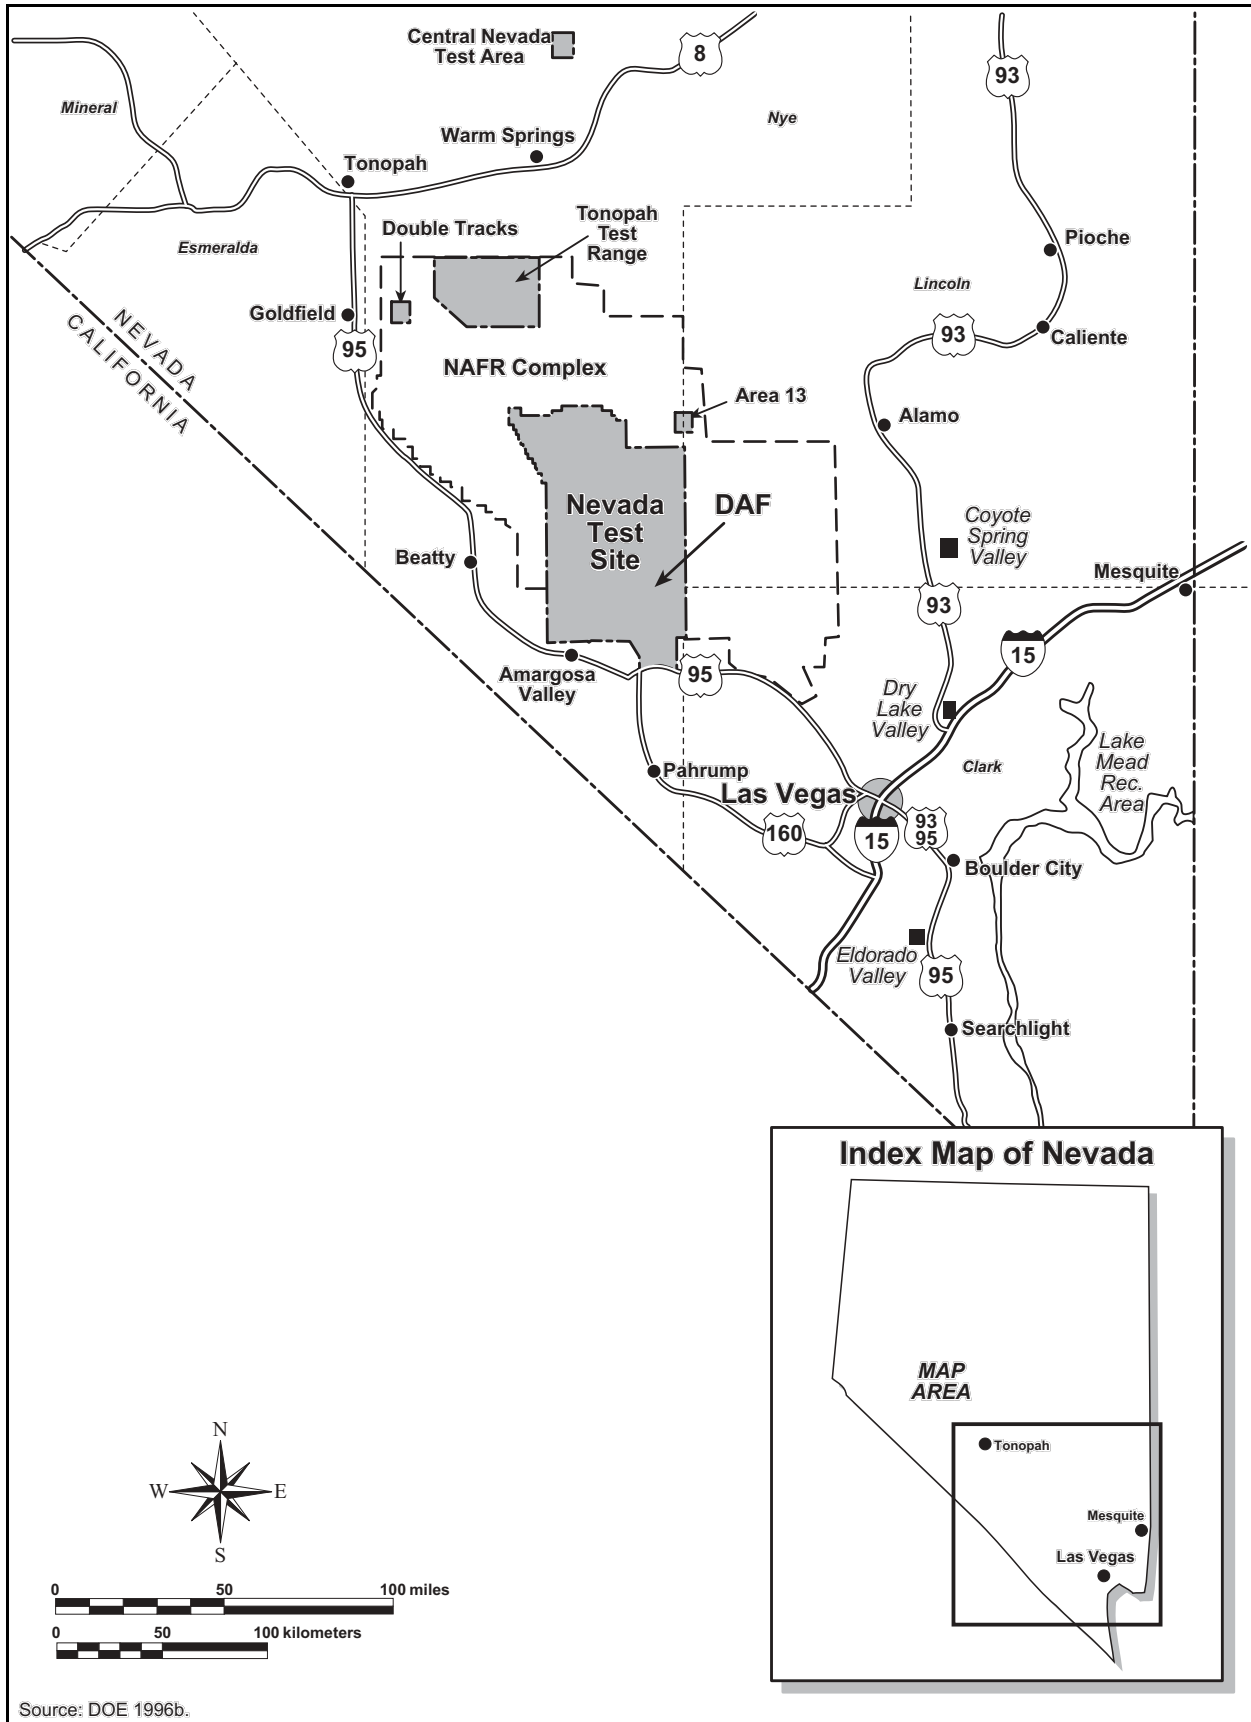 Central Nevada
Test Area
8
93
Mineral
Nye
Warm Springs
Tonopah
Double Tracks
Tonopah
Test
Range
Esmeralda
Pioche
Lincoln
Goldfield
NEVADA
CALIFORNIA
95
93
Caliente
NAFR Complex
Area 13
Alamo
Nevada
Test
Site
DAF
Coyote
Spring
Valley
Beatty
Mesquite
93
15
Amargosa
Valley
95
Dry
Lake
Valley
Lake
Mead
Rec.
Area
Clark
Pahrump
Las Vegas
160
15
93
95
Boulder City
Eldorado
Valley
95
Searchlight
Index Map of Nevada
MAP
AREA
Tonopah
Mesquite
Las Vegas
N
W
E
S
0 50 100 miles
0 50 100 kilometers
Source: DOE 1996b.